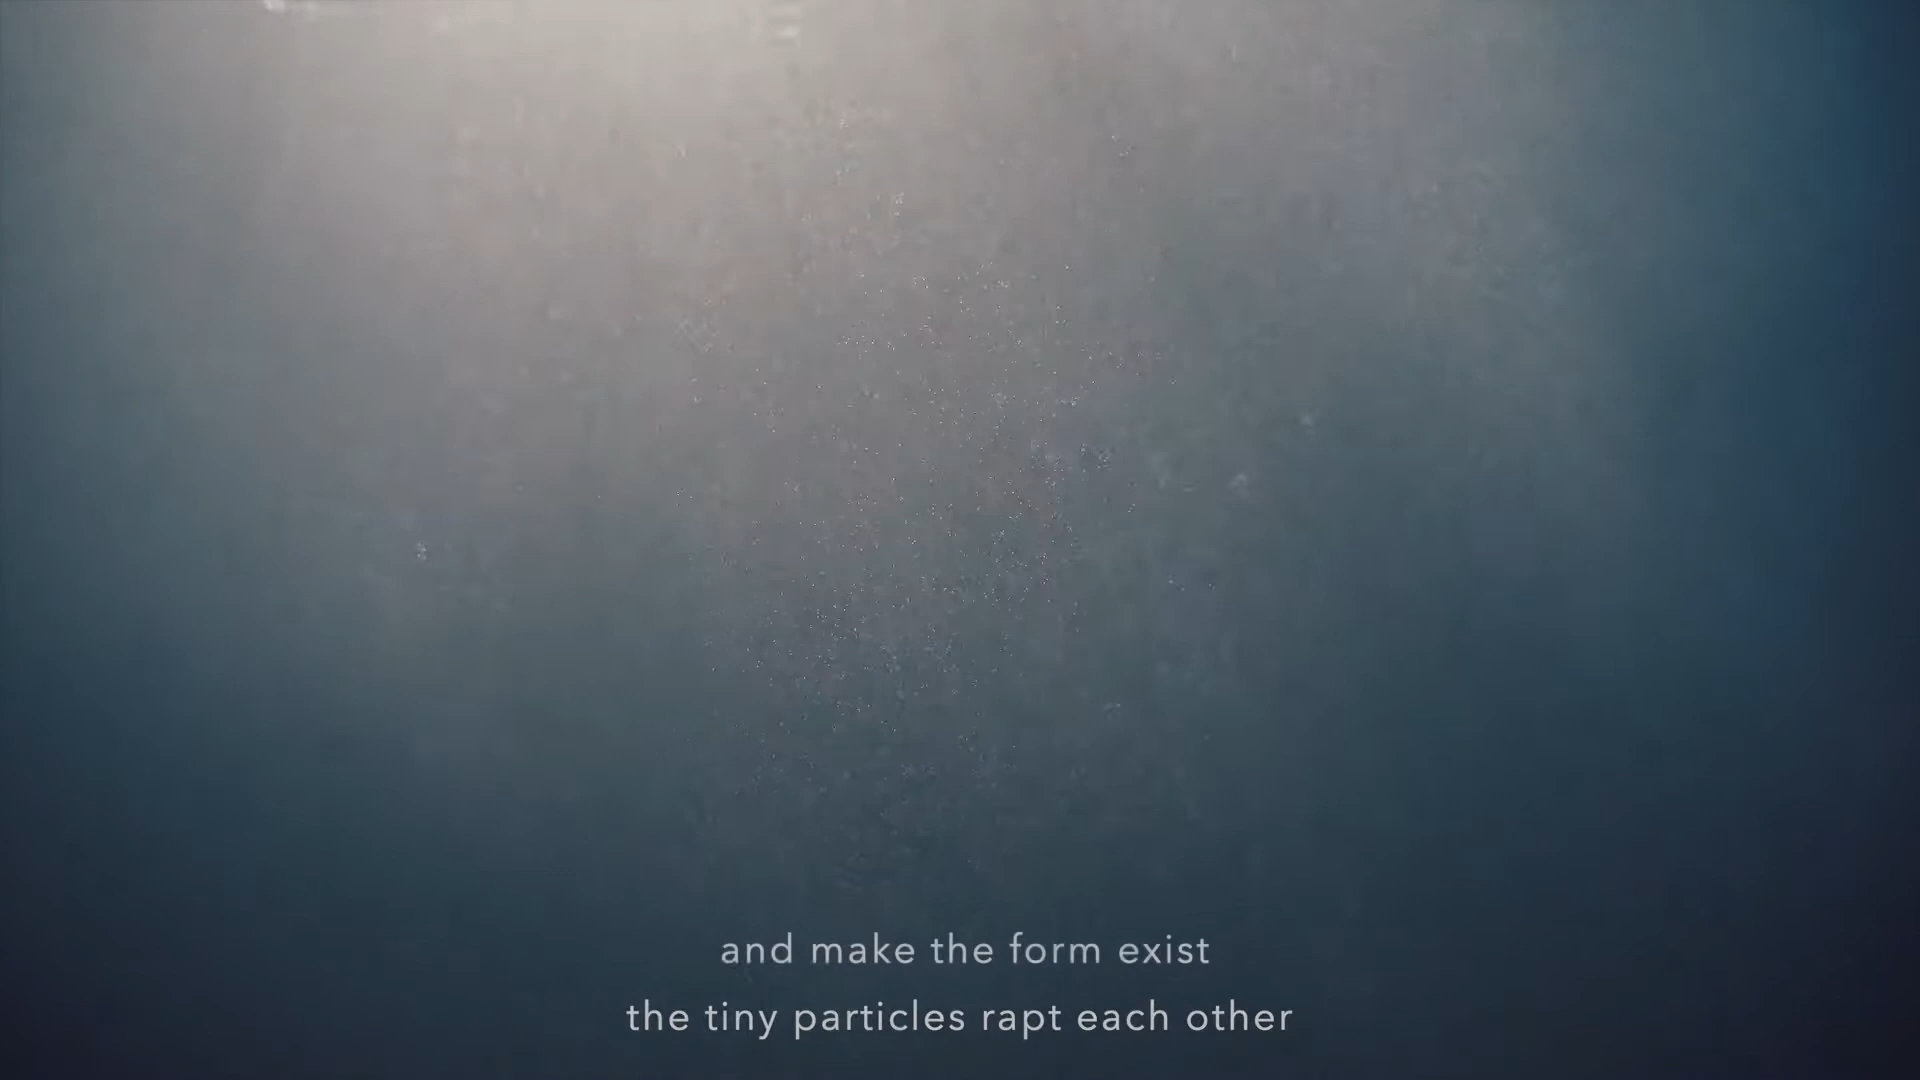 and make the form exist
the tiny particles rapt each other